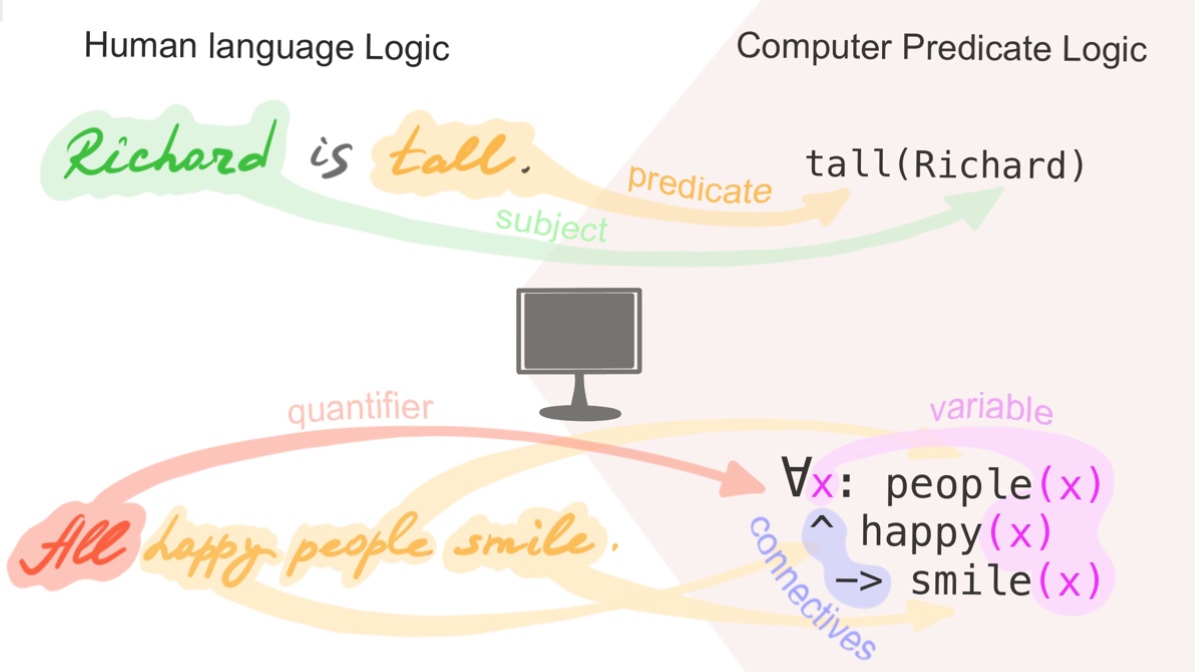 Human language Logic
Computer Predicate Logic
Richard is tall.
tall(Richard)
predicate
subject
quantifier
variable
All happy people smile.
∀x: people(x)
^ happy(x)
-> smile(x)
connectives